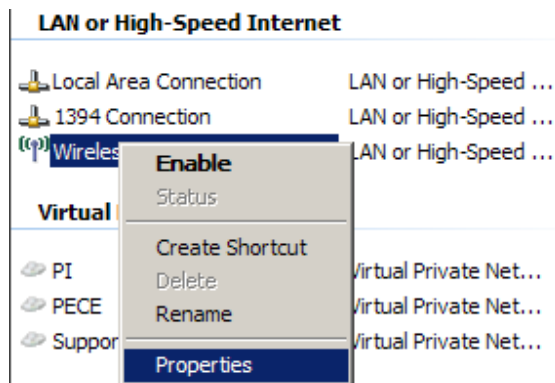 LAN or High-Speed Internet
Local Area Connection LAN or High-Speed ...
1394 Connection LAN or High-Speed ...
Wireles LAN or High-Speed ...
Enable
Status
Virtual
Create Shortcut
PI Virtual Private Net...
Delete
PECE Virtual Private Net...
Rename
Suppor Virtual Private Net...
Properties